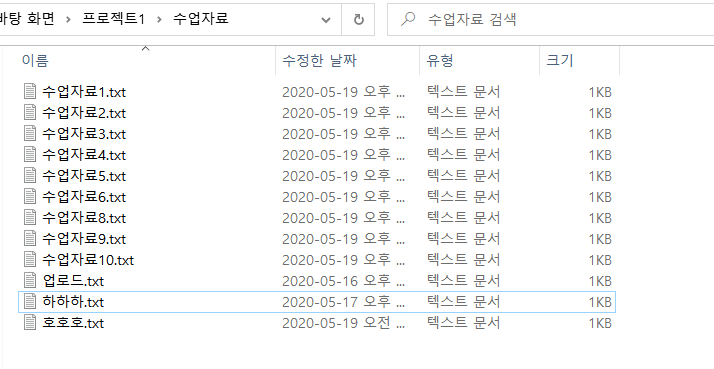 바탕 화면 > 프로젝트1 > 수업자료 수업자료 검색
이름 수정한 날짜 유형 크기
수업자료1.txt 2020-05-19 오후 ... 텍스트 문서 1KB
수업자료2.txt 2020-05-19 오후 ... 텍스트 문서 1KB
수업자료3.txt 2020-05-19 오후 ... 텍스트 문서 1KB
수업자료4.txt 2020-05-19 오후 ... 텍스트 문서 1KB
수업자료5.txt 2020-05-19 오후 ... 텍스트 문서 1KB
수업자료6.txt 2020-05-19 오후 ... 텍스트 문서 1KB
수업자료8.txt 2020-05-19 오후 ... 텍스트 문서 1KB
수업자료9.txt 2020-05-19 오후 ... 텍스트 문서 1KB
수업자료10.txt 2020-05-19 오후 ... 텍스트 문서 1KB
업로드.txt 2020-05-16 오후 ... 텍스트 문서 1KB
하하하.txt 2020-05-17 오후 ... 텍스트 문서 1KB
호호호.txt 2020-05-19 오전 ... 텍스트 문서 1KB